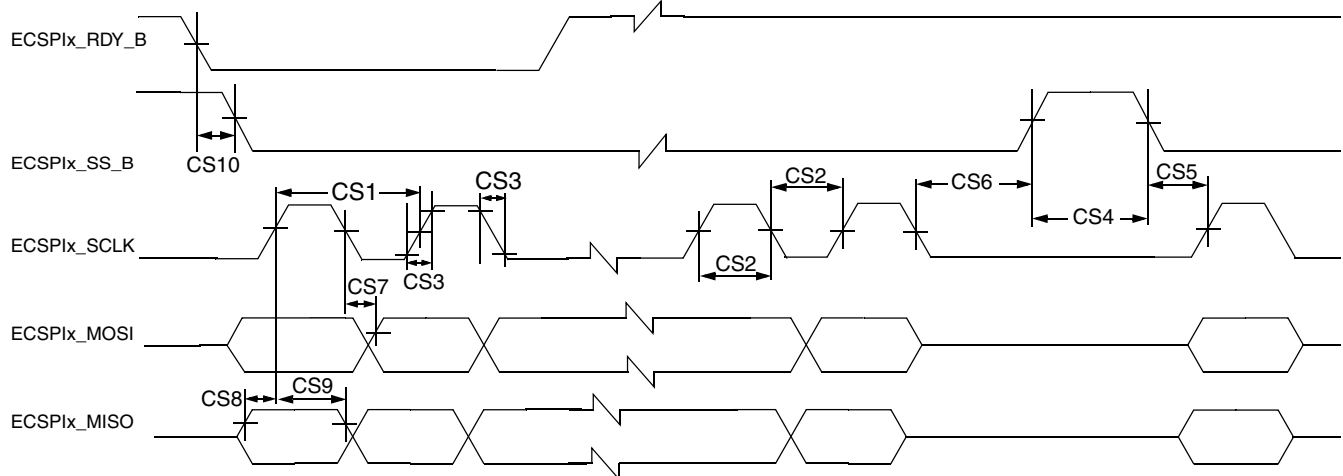 ECSPIx_RDY_B
CS10
ECSPIx_SS_B
CS1
CS3
CS2
CS6
CS5
CS4
ECSPIx_SCLK
CS3
CS2
CS7
ECSPIx_MOSI
CS8
CS9
ECSPIx_MISO